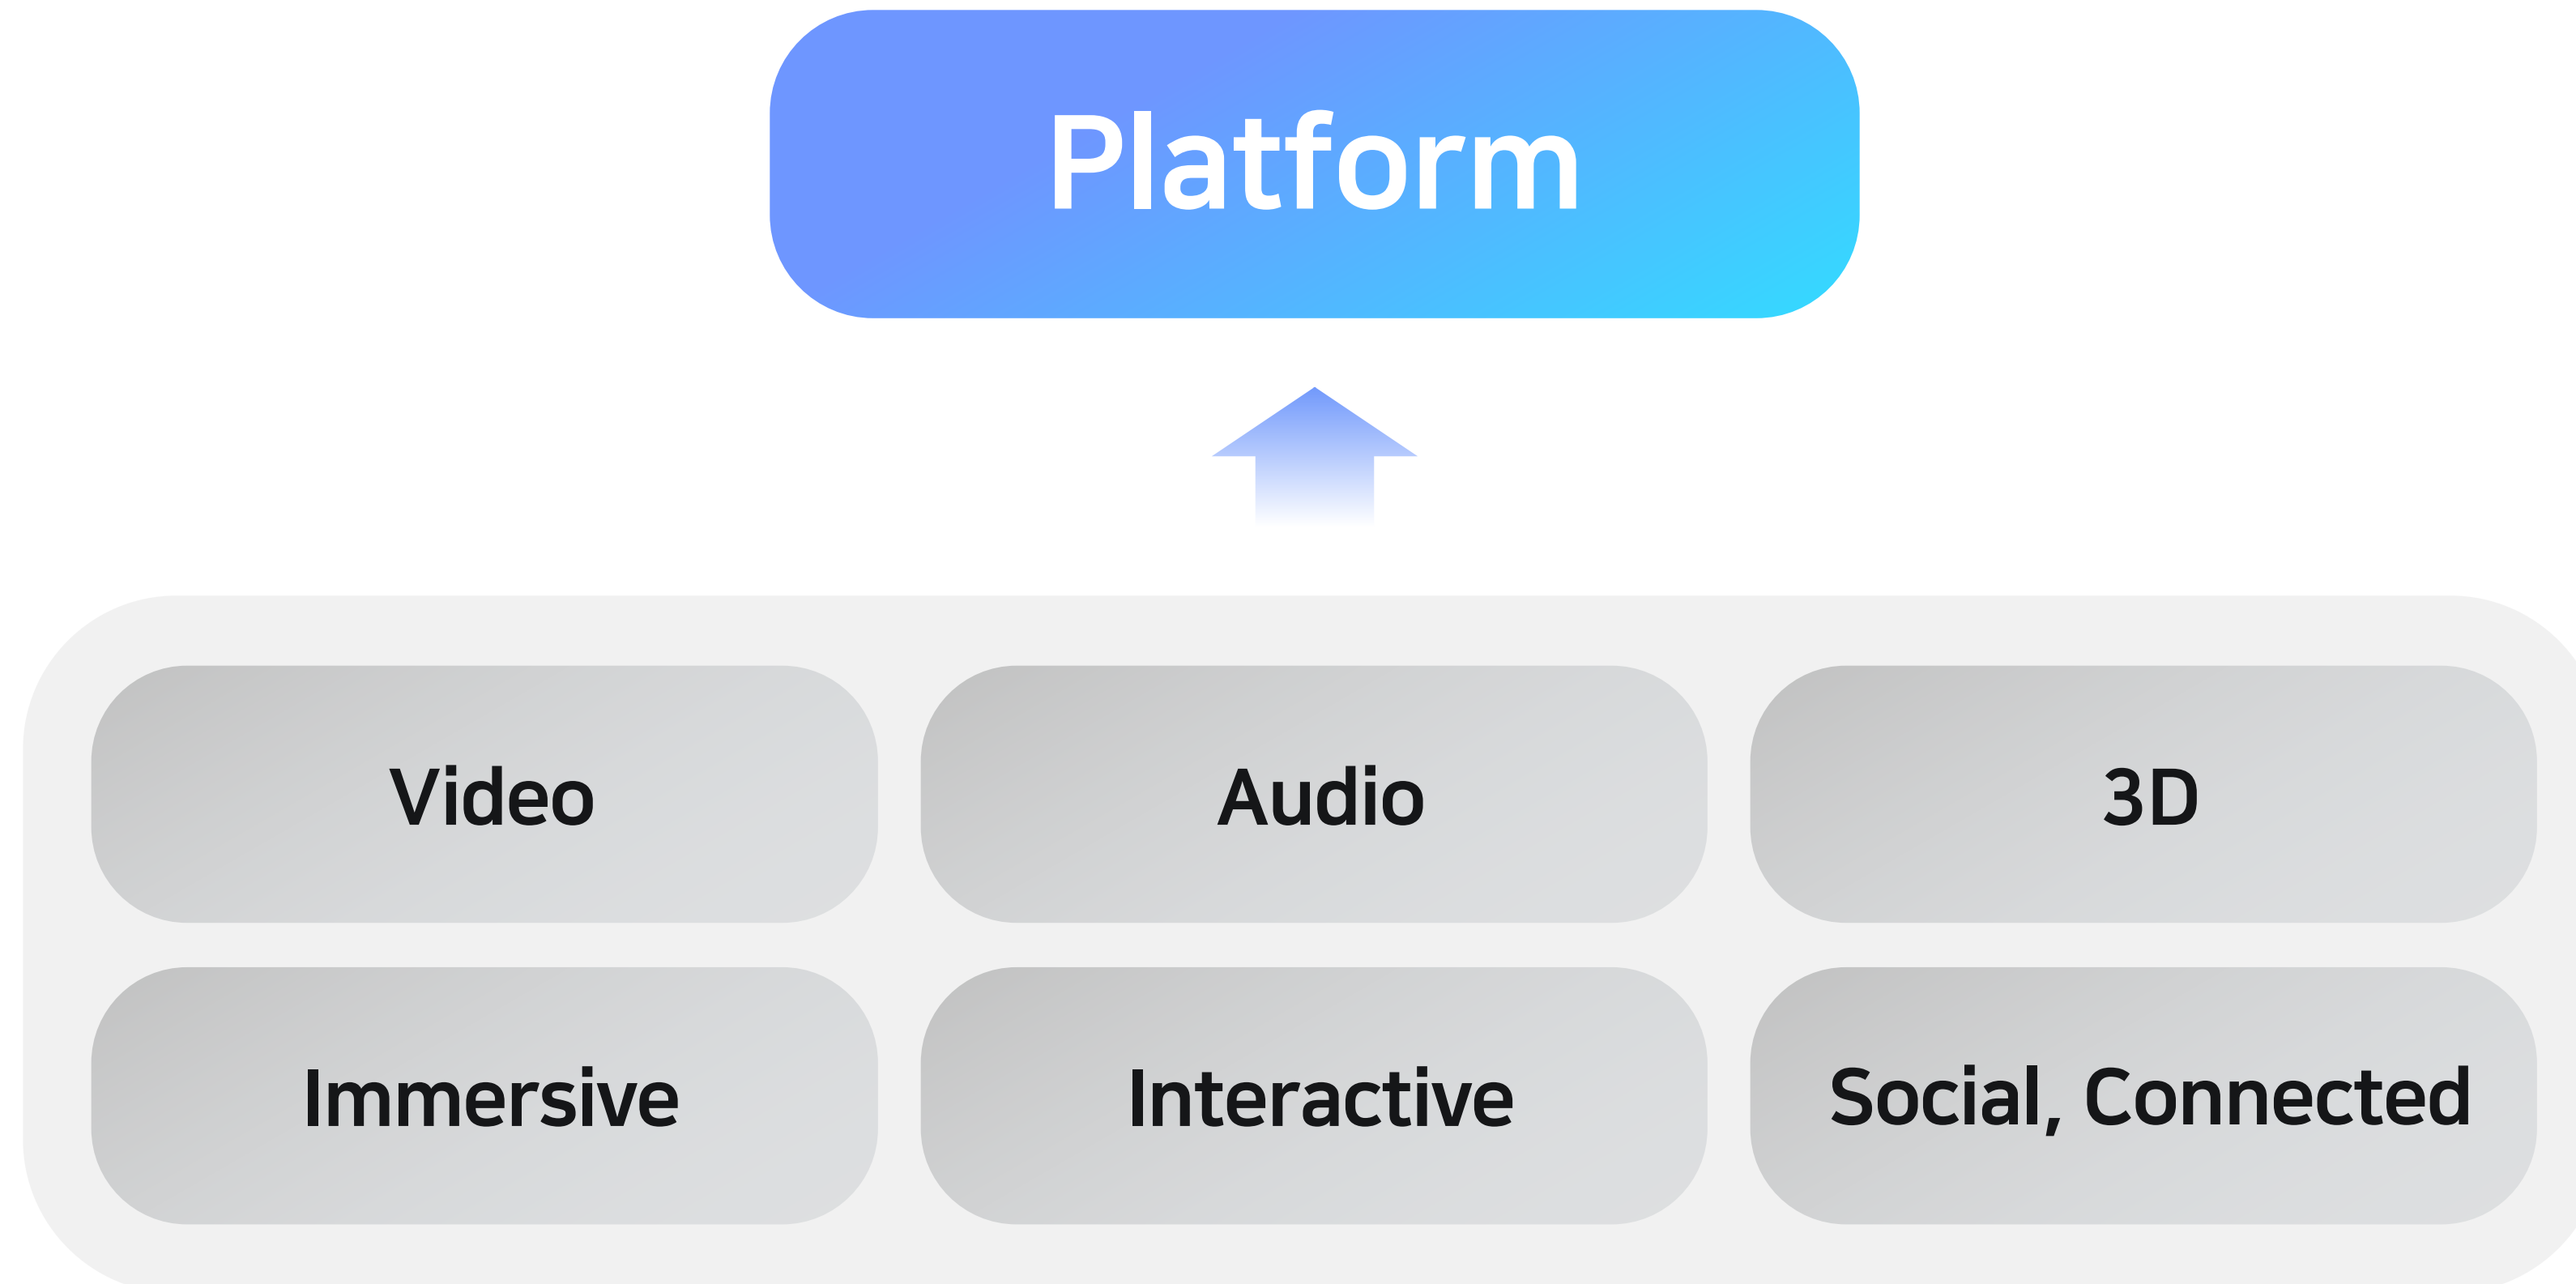 Platform
Video
Audio
3D
Immersive
Interactive
Social, Connected